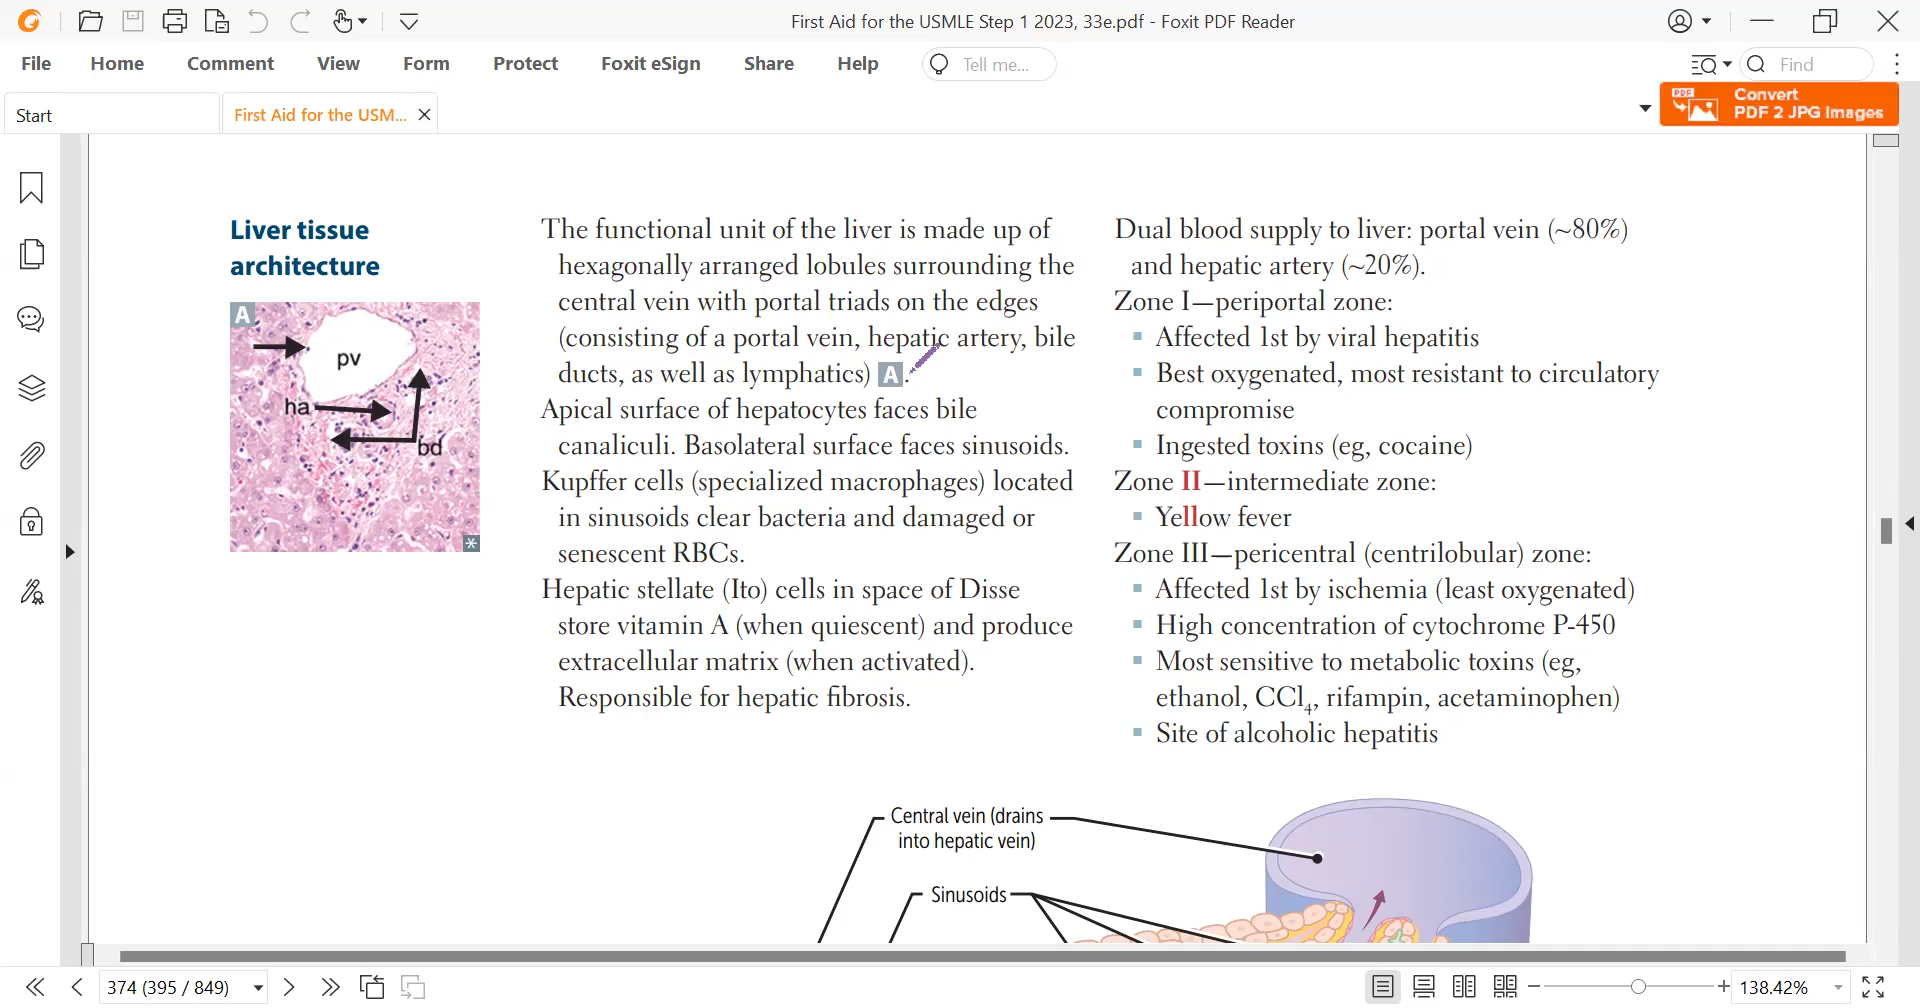 First Aid for the USMLE Step 1 2023, 33e.pdf - Foxit PDF Reader
File Home Comment View Form Protect Foxit eSign Share Help Tell me... Find
Start
First Aid for the USM...
PDF
Convert
PDF 2 JPG Images
Liver tissue
architecture
A
pv
ha
bd
The functional unit of the liver is made up of
hexagonally arranged lobules surrounding the
central vein with portal triads on the edges
(consisting of a portal vein, hepatic artery, bile
ducts, as well as lymphatics) A.
Apical surface of hepatocytes faces bile
canaliculi. Basolateral surface faces sinusoids.
Kupffer cells (specialized macrophages) located
in sinusoids clear bacteria and damaged or
senescent RBCs.
Hepatic stellate (Ito) cells in space of Disse
store vitamin A (when quiescent) and produce
extracellular matrix (when activated).
Responsible for hepatic fibrosis.
Dual blood supply to liver: portal vein (~80%)
and hepatic artery (~20%).
Zone I—periportal zone:
▪ Affected 1st by viral hepatitis
▪ Best oxygenated, most resistant to circulatory
compromise
▪ Ingested toxins (eg, cocaine)
Zone II—intermediate zone:
▪ Yellow fever
Zone III—pericentral (centrilobular) zone:
▪ Affected 1st by ischemia (least oxygenated)
▪ High concentration of cytochrome P-450
▪ Most sensitive to metabolic toxins (eg,
ethanol, CCl4, rifampin, acetaminophen)
▪ Site of alcoholic hepatitis
Central vein (drains
into hepatic vein)
Sinusoids
374 (395 / 849)
138.42%